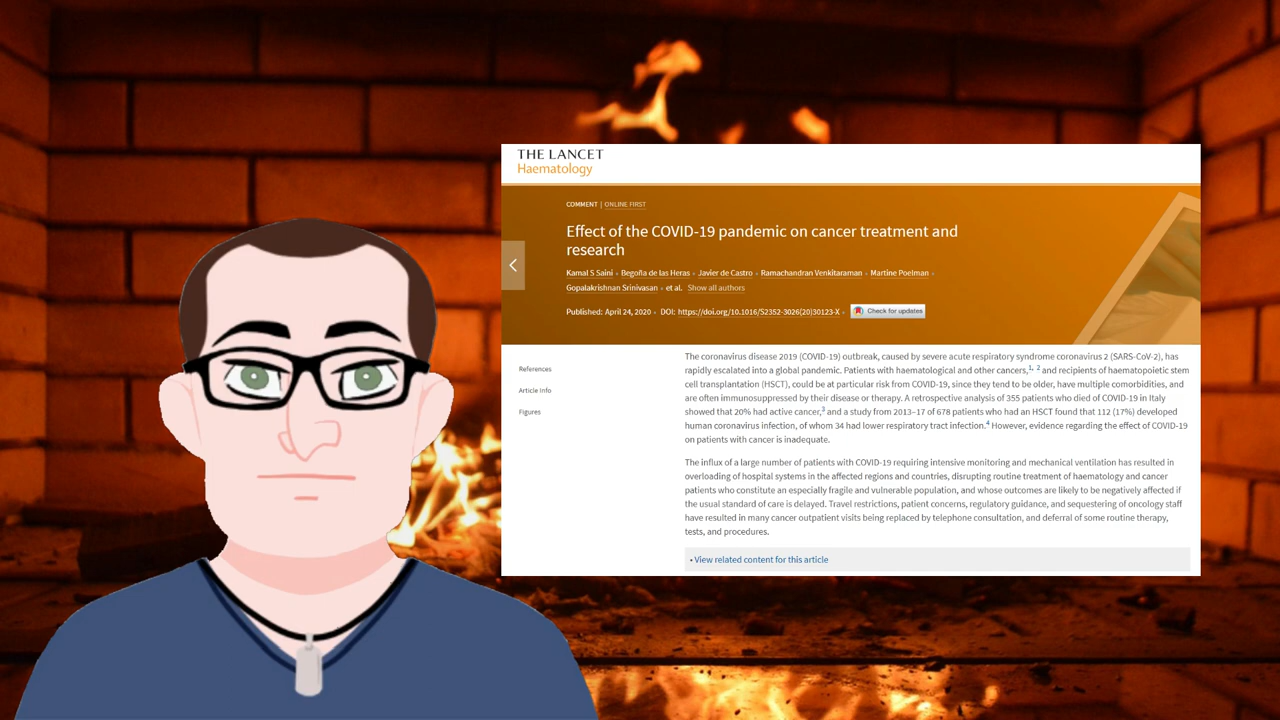 THE LANCET
Haematology
COMMENT | ONLINE FIRST
Effect of the COVID-19 pandemic on cancer treatment and
research
Kamal S Saini • Begoña de las Heras • Javier de Castro • Ramachandran Venkitaraman • Martine Poelman •
Gopalakrishnan Srinivasan • et al. Show all authors
Published: April 24, 2020 • DOI: https://doi.org/10.1016/S2352-3026(20)30123-X • Check for updates
References
Article Info
Figures
The coronavirus disease 2019 (COVID-19) outbreak, caused by severe acute respiratory syndrome coronavirus 2 (SARS-CoV-2), has
rapidly escalated into a global pandemic. Patients with haematological and other cancers,1, 2 and recipients of haematopoietic stem
cell transplantation (HSCT), could be at particular risk from COVID-19, since they tend to be older, have multiple comorbidities, and
are often immunosuppressed by their disease or therapy. A retrospective analysis of 355 patients who died of COVID-19 in Italy
showed that 20% had active cancer,3 and a study from 2013–17 of 678 patients who had an HSCT found that 112 (17%) developed
human coronavirus infection, of whom 34 had lower respiratory tract infection.4 However, evidence regarding the effect of COVID-19
on patients with cancer is inadequate.
The influx of a large number of patients with COVID-19 requiring intensive monitoring and mechanical ventilation has resulted in
overloading of hospital systems in the affected regions and countries, disrupting routine treatment of haematology and cancer
patients who constitute an especially fragile and vulnerable population, and whose outcomes are likely to be negatively affected if
the usual standard of care is delayed. Travel restrictions, patient concerns, regulatory guidance, and sequestering of oncology staff
have resulted in many cancer outpatient visits being replaced by telephone consultation, and deferral of some routine therapy,
tests, and procedures.
• View related content for this article